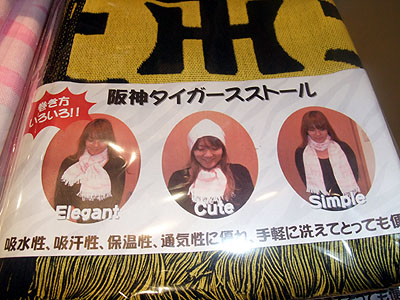 巻き方
いろいろ!!
阪神タイガースストール
Elegant
Cute
Simple
吸水性、吸汗性、保温性、通気性に優れ、手軽に洗えてとっても便